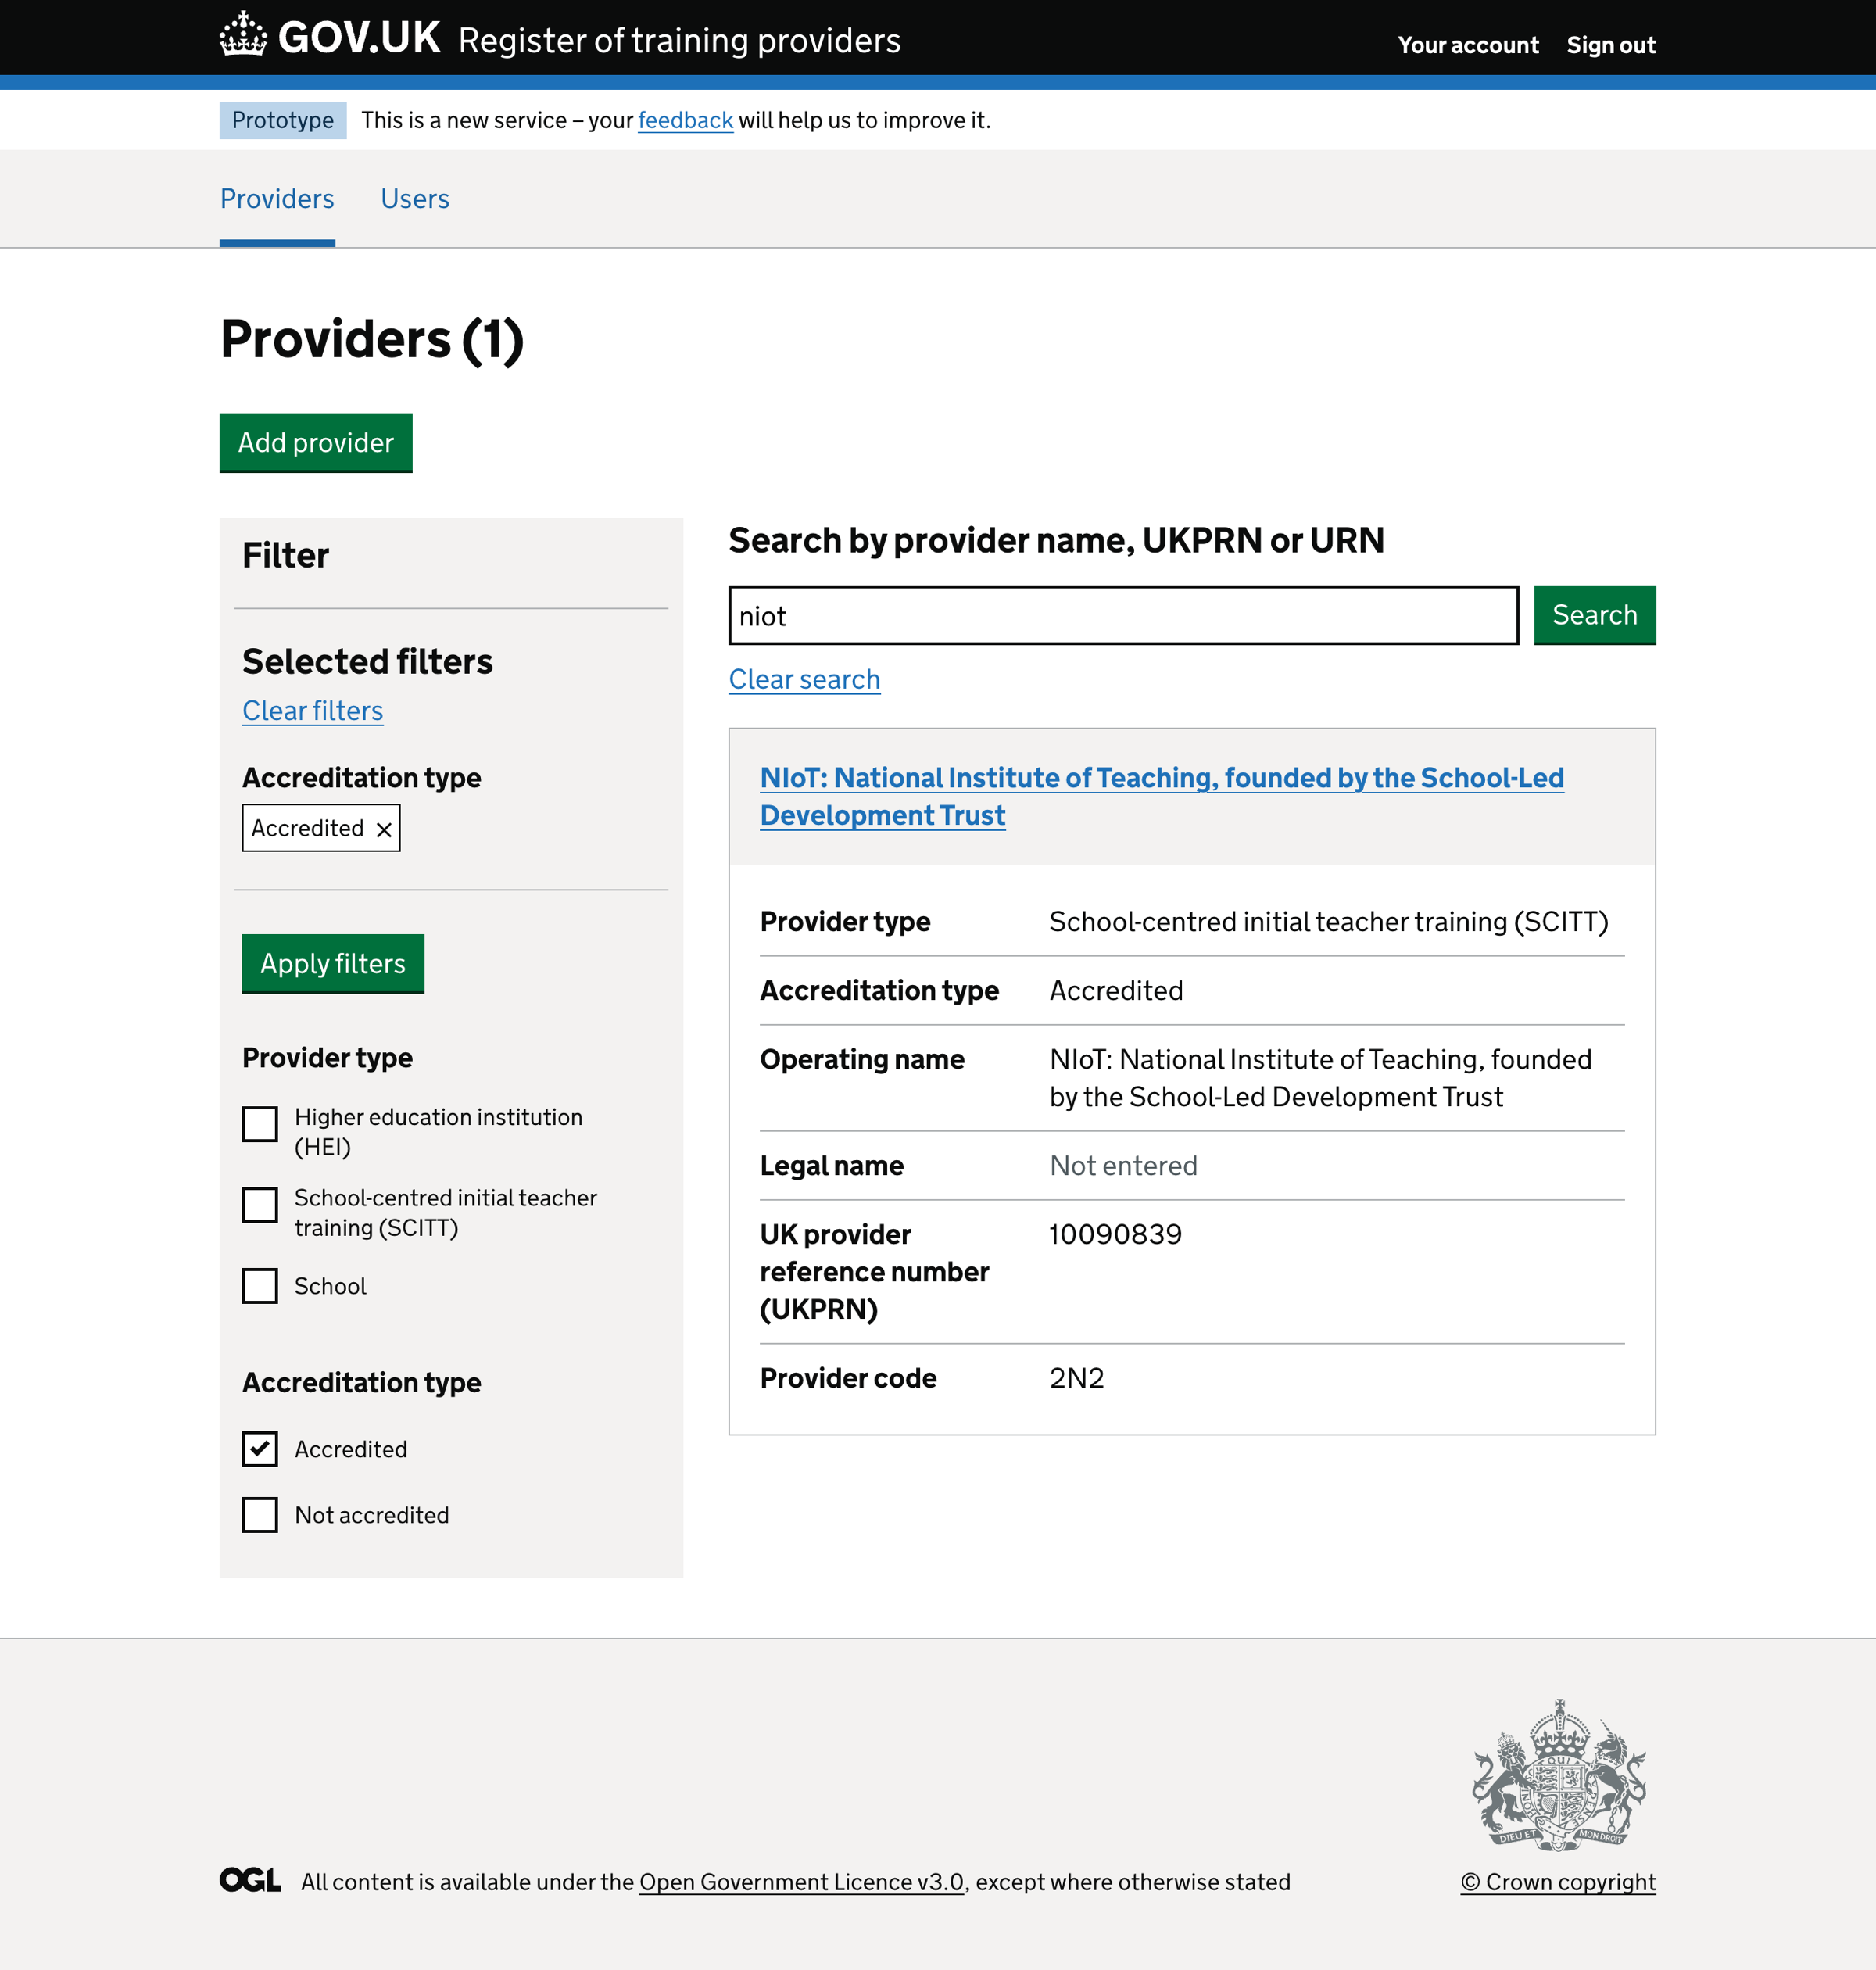 GOV.UK Register of training providers
Your account Sign out
Prototype This is a new service – your feedback will help us to improve it.
Providers Users
Providers (1)
Add provider
Filter
Selected filters
Clear filters
Accreditation type
Accredited ×
Apply filters
Provider type
Higher education institution
(HEI)
School-centred initial teacher
training (SCITT)
School
Accreditation type
Accredited
Not accredited
Search by provider name, UKPRN or URN
niot
Search
Clear search
NIoT: National Institute of Teaching, founded by the School-Led
Development Trust
Provider type School-centred initial teacher training (SCITT)
Accreditation type Accredited
Operating name NIoT: National Institute of Teaching, founded
by the School-Led Development Trust
Legal name Not entered
UK provider 10090839
reference number
(UKPRN)
Provider code 2N2
DIEU ET MON DROIT
OGL All content is available under the Open Government Licence v3.0, except where otherwise stated
© Crown copyright